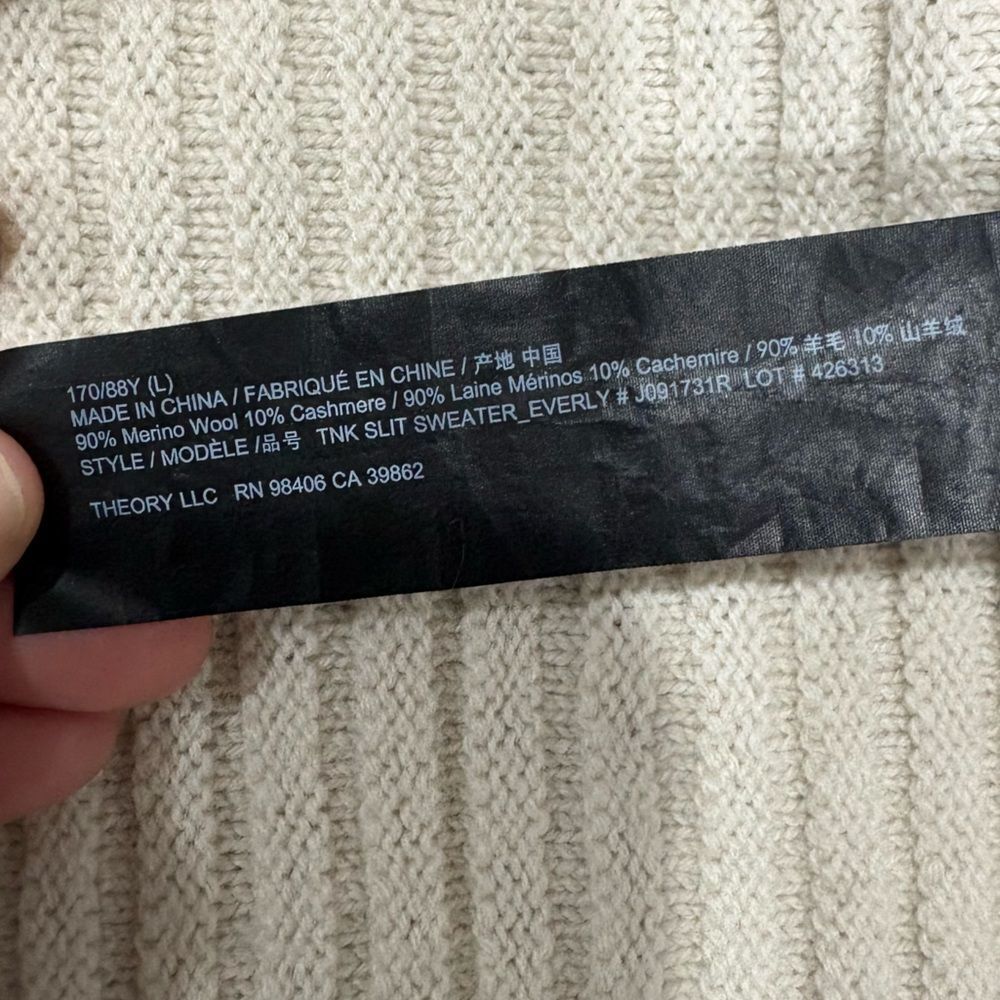 170/88Y (L)
MADE IN CHINA / FABRIQUÉ EN CHINE / 产地 中国
90% Merino Wool 10% Cashmere / 90% Laine Mérinos 10% Cachemire / 90% 羊毛 10% 山羊绒
STYLE / MODÈLE /品号 TNK SLIT SWEATER_EVERLY # J091731R LOT # 426313
THEORY LLC RN 98406 CA 39862